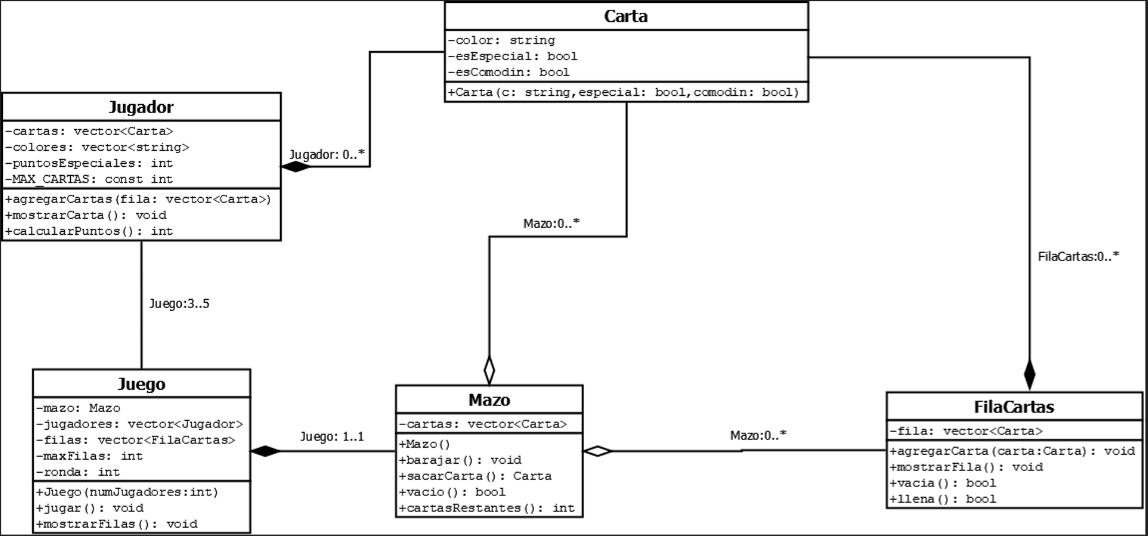 Carta
-color: string
-esEspecial: bool
-esComodin: bool
+Carta(c: string,especial: bool,comodin: bool)
Jugador
-cartas: vector<Carta>
-colores: vector<string>
-puntosEspeciales: int
-MAX_CARTAS: const int
+agregarCartas(fila: vector<Carta>)
+mostrarCarta(): void
+calcularPuntos(): int
Jugador: 0..*
Mazo:0..*
FilaCartas:0..*
Juego:3..5
Juego
-mazo: Mazo
-jugadores: vector<Jugador>
-filas: vector<FilaCartas>
-maxFilas: int
-ronda: int
+Juego(numJugadores:int)
+jugar(): void
+mostrarFilas(): void
Juego: 1..1
Mazo
-cartas: vector<Carta>
+Mazo()
+barajar(): void
+sacarCarta(): Carta
+vacio(): bool
+cartasRestantes(): int
Mazo:0..*
FilaCartas
-fila: vector<Carta>
+agregarCarta(carta:Carta): void
+mostrarFila(): void
+vacia(): bool
+llena(): bool